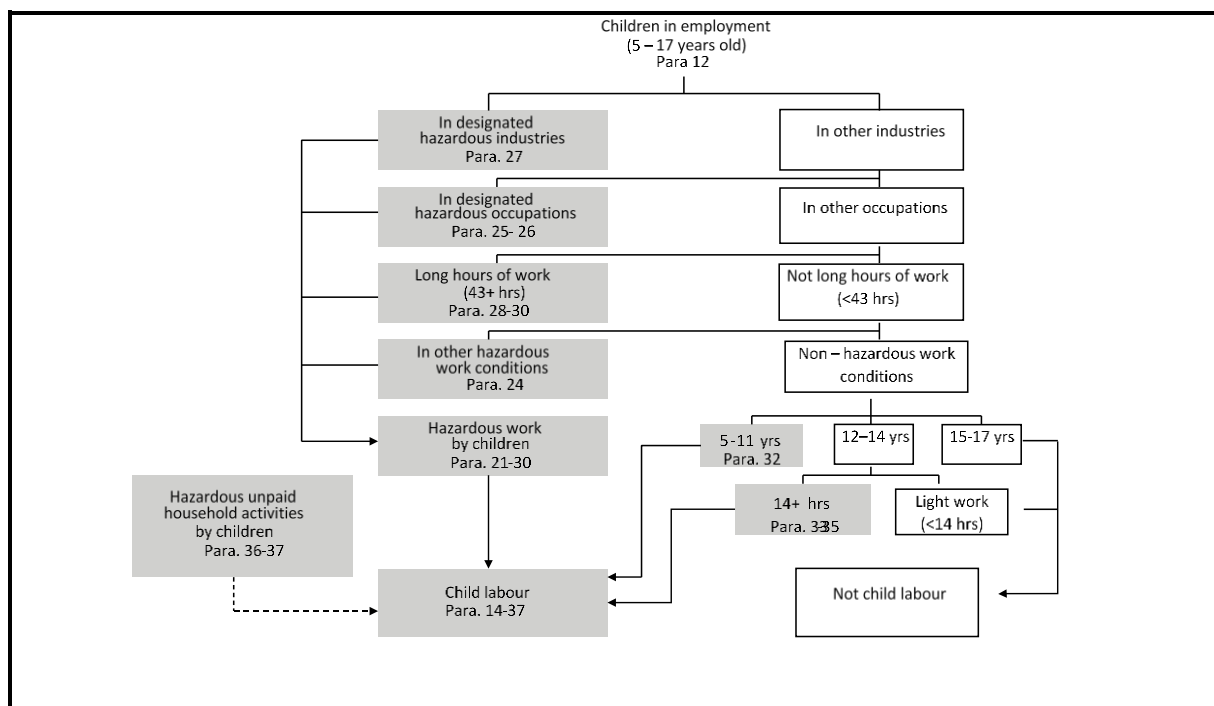 Children in employment
(5 – 17 years old)
Para 12
In designated
hazardous industries
Para. 27
In other industries
In designated
hazardous occupations
Para. 25- 26
In other occupations
Long hours of work
(43+ hrs)
Para. 28-30
Not long hours of work
(<43 hrs)
In other hazardous
work conditions
Para. 24
Non – hazardous work
conditions
Hazardous work
by children
Para. 21-30
5-11 yrs
Para. 32
12–14 yrs
15-17 yrs
Hazardous unpaid
household activities
by children
Para. 36-37
14+ hrs
Para. 33-35
Light work
(<14 hrs)
Child labour
Para. 14-37
Not child labour